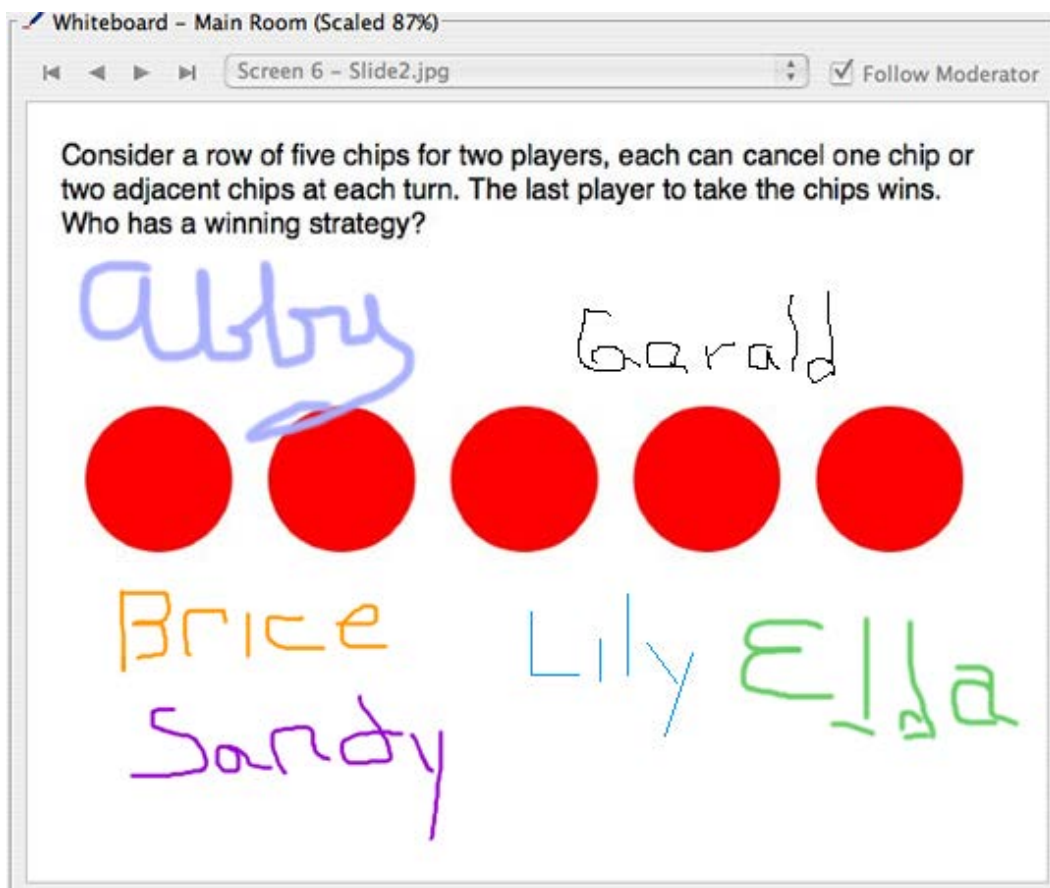 Whiteboard – Main Room (Scaled 87%)
Screen 6 – Slide2.jpg
Follow Moderator
Consider a row of five chips for two players, each can cancel one chip or
two adjacent chips at each turn. The last player to take the chips wins.
Who has a winning strategy?
abby
Garald
Brice
Lily
Ella
Sandy